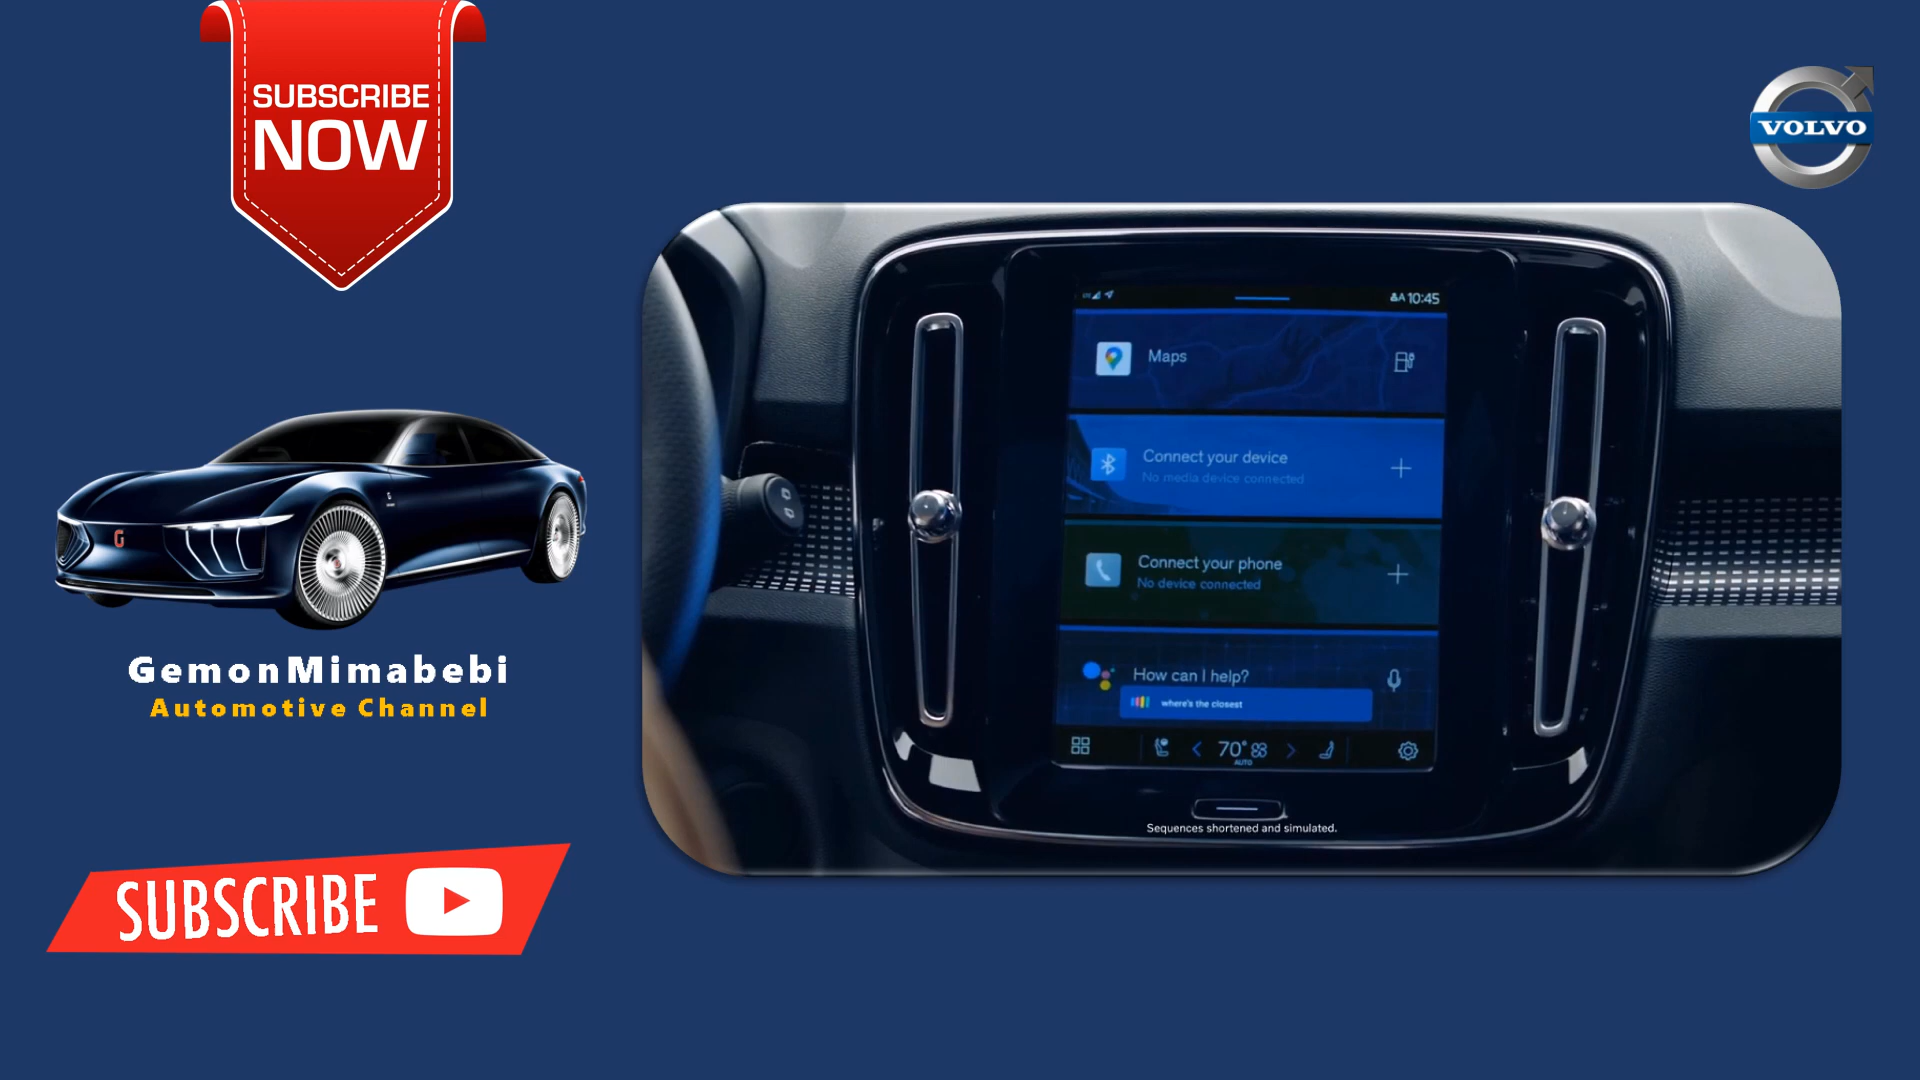 SUBSCRIBE
NOW
VOLVO
10:45
Maps
Connect your device
No media device connected
Connect your phone
No device connected
How can I help?
where's the closest
70°
AUTO
Sequences shortened and simulated.
G
GemonMimabebi
Automotive Channel
SUBSCRIBE